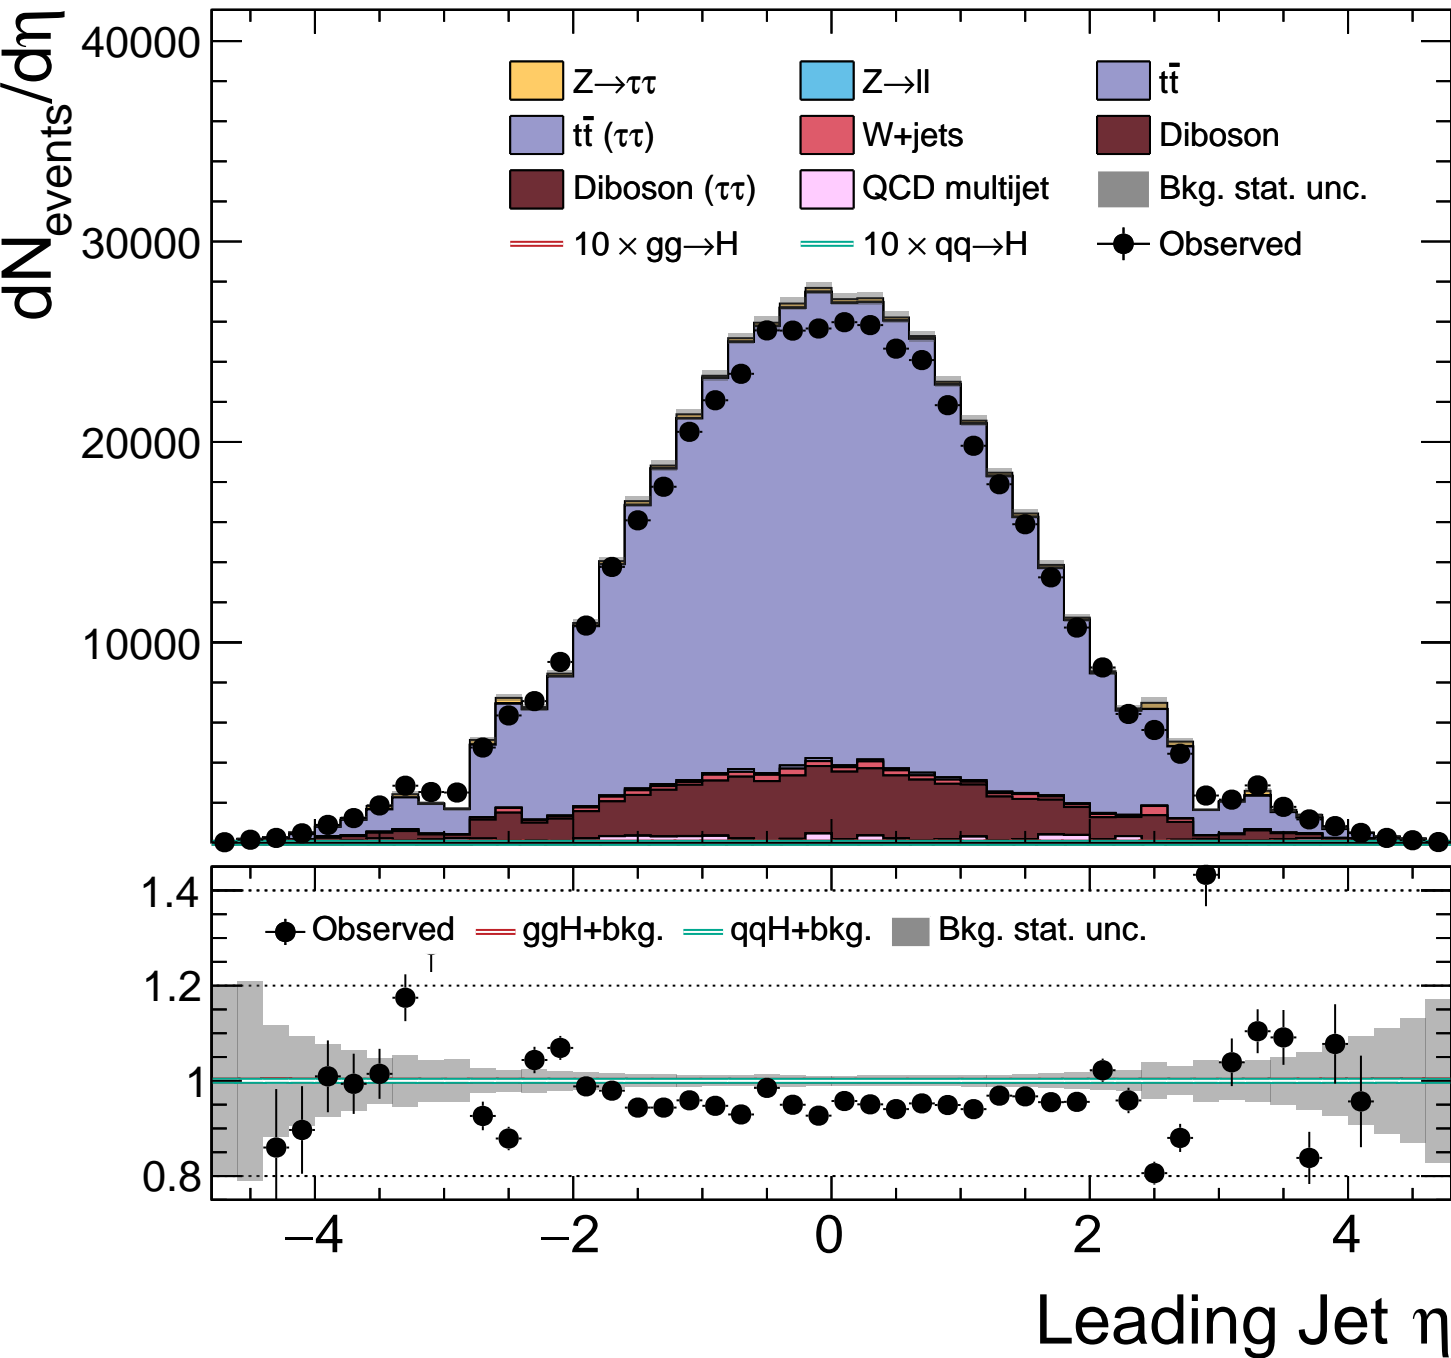 dN_events/dη
40000
30000
20000
10000
Z→ττ Z→ll tt̄
tt̄ (ττ) W+jets Diboson
Diboson (ττ) QCD multijet Bkg. stat. unc.
10 × gg→H 10 × qq→H Observed
1.4
1.2
1
0.8
Observed ggH+bkg. qqH+bkg. Bkg. stat. unc.
−4 −2 0 2 4
Leading Jet η